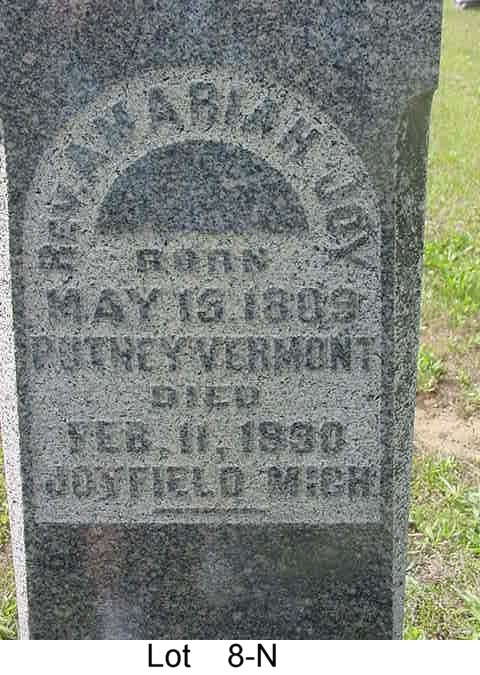 REV. AMARIAH JOY
BORN
MAY 13, 1809
PUTNEY VERMONT
DIED
FEB. 11, 1890
JOYFIELD MICH.
Lot 8-N